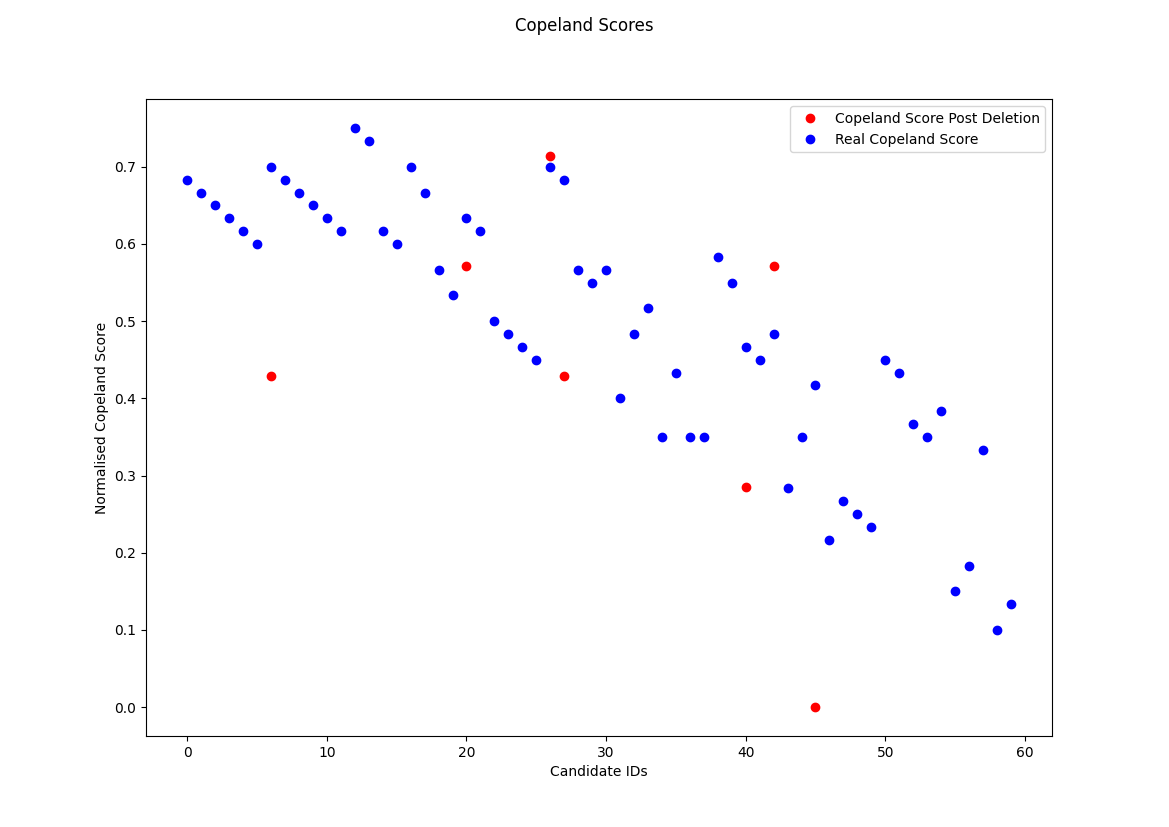 Copeland Scores
Copeland Score Post Deletion
Real Copeland Score
Normalised Copeland Score
0.7
0.6
0.5
0.4
0.3
0.2
0.1
0.0
0 10 20 30 40 50 60
Candidate IDs